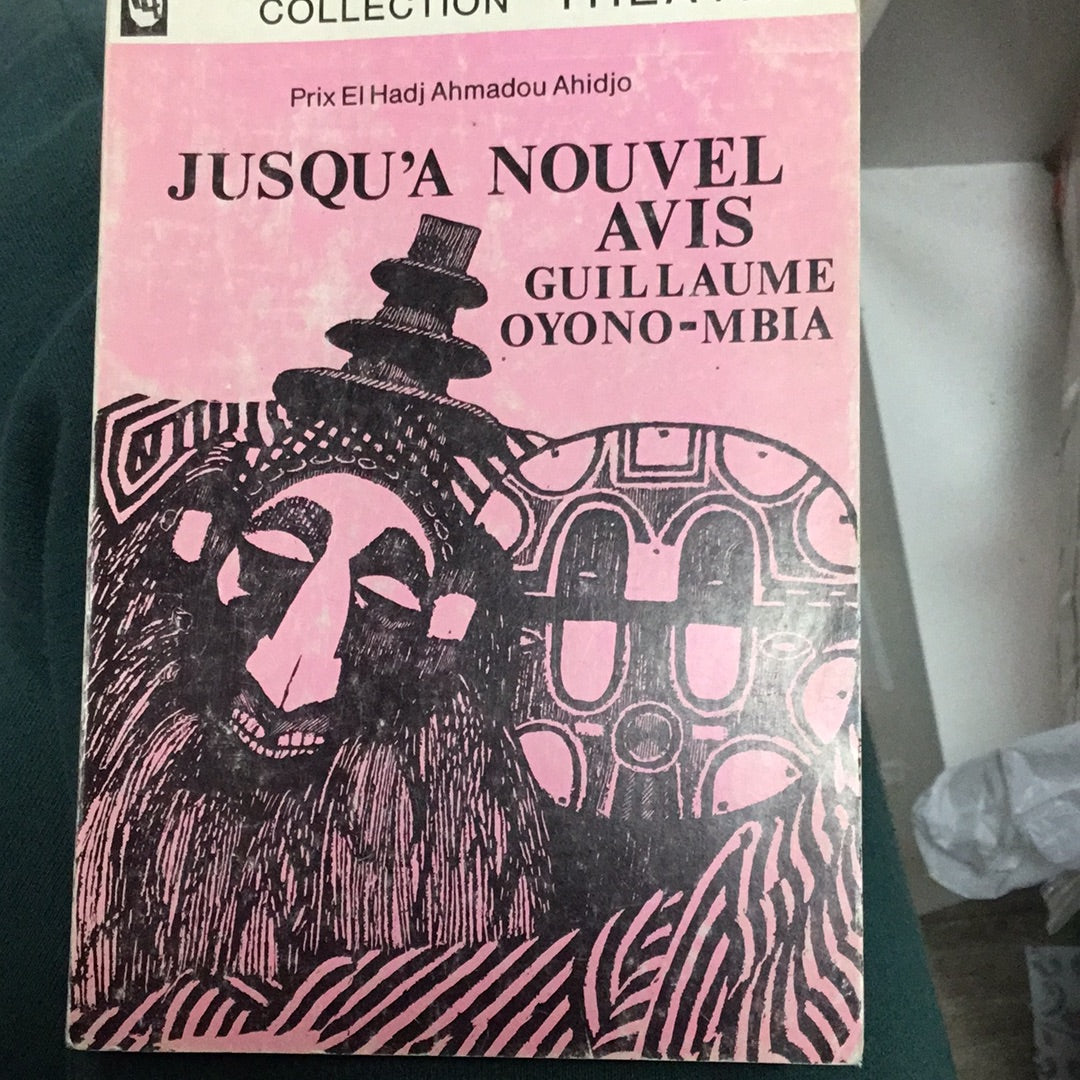 COLLECTION
Prix El Hadj Ahmadou Ahidjo
JUSQU'A NOUVEL
AVIS
GUILLAUME
OYONO-MBIA